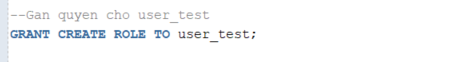 --Gan quyen cho user_test
GRANT CREATE ROLE TO user_test;